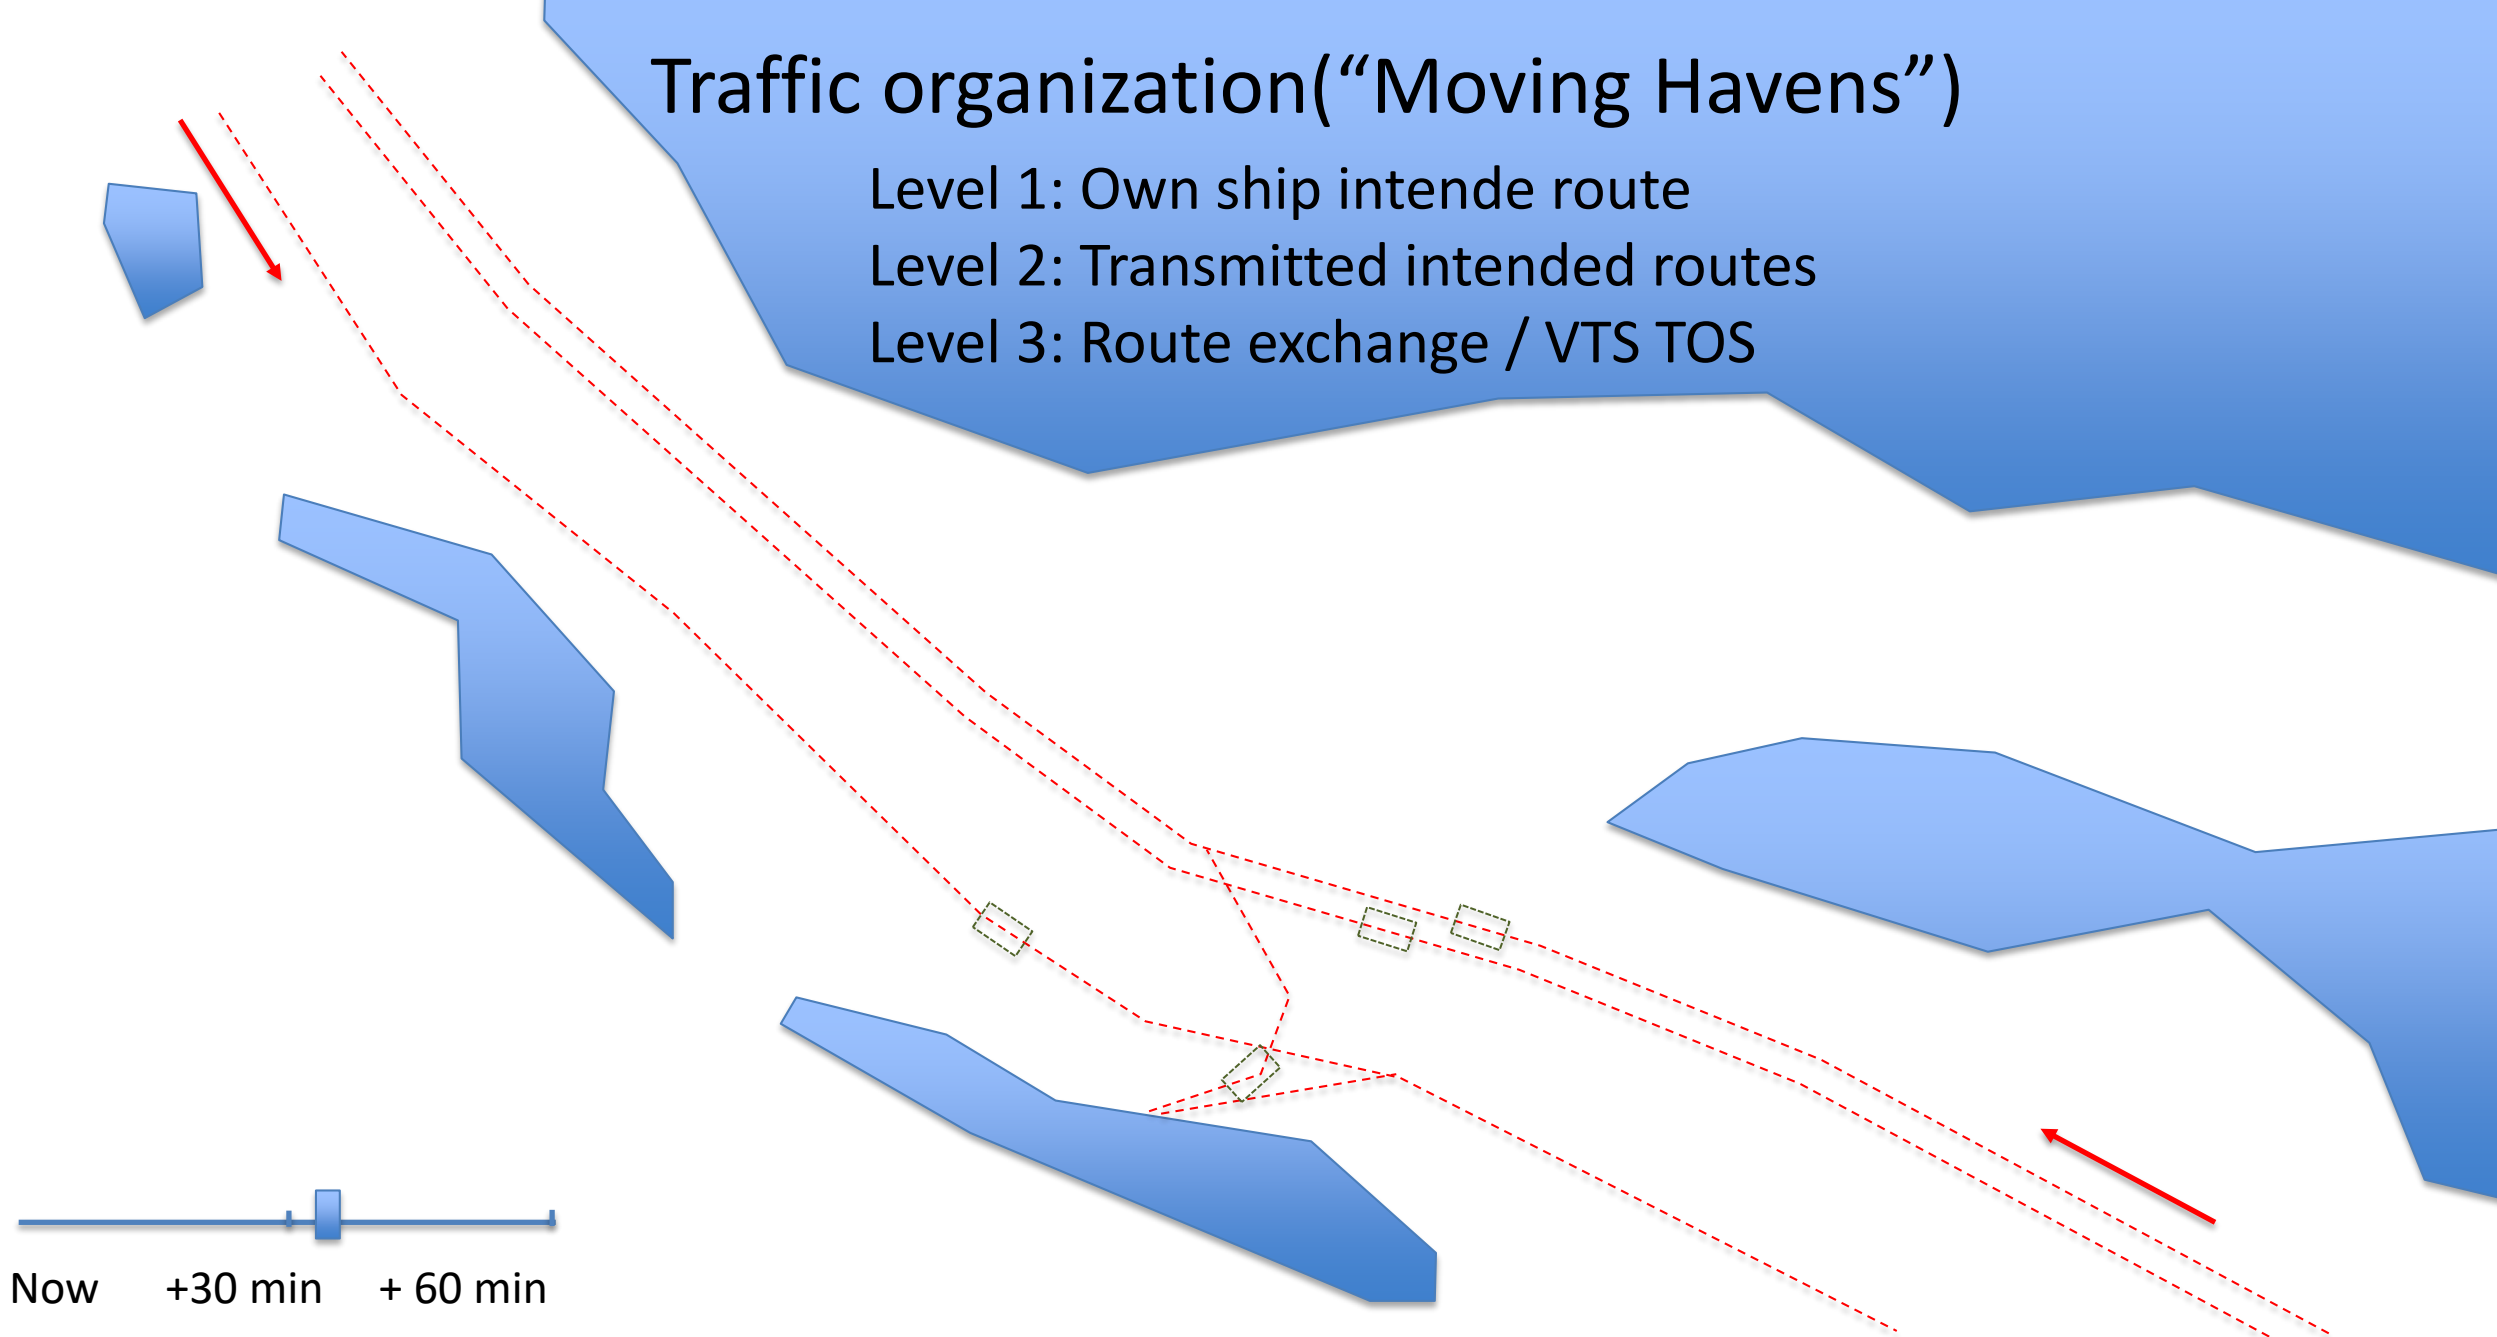 Traffic organization(“Moving Havens”)
Level 1: Own ship intende route
Level 2: Transmitted intended routes
Level 3: Route exchange / VTS TOS
Now +30 min + 60 min